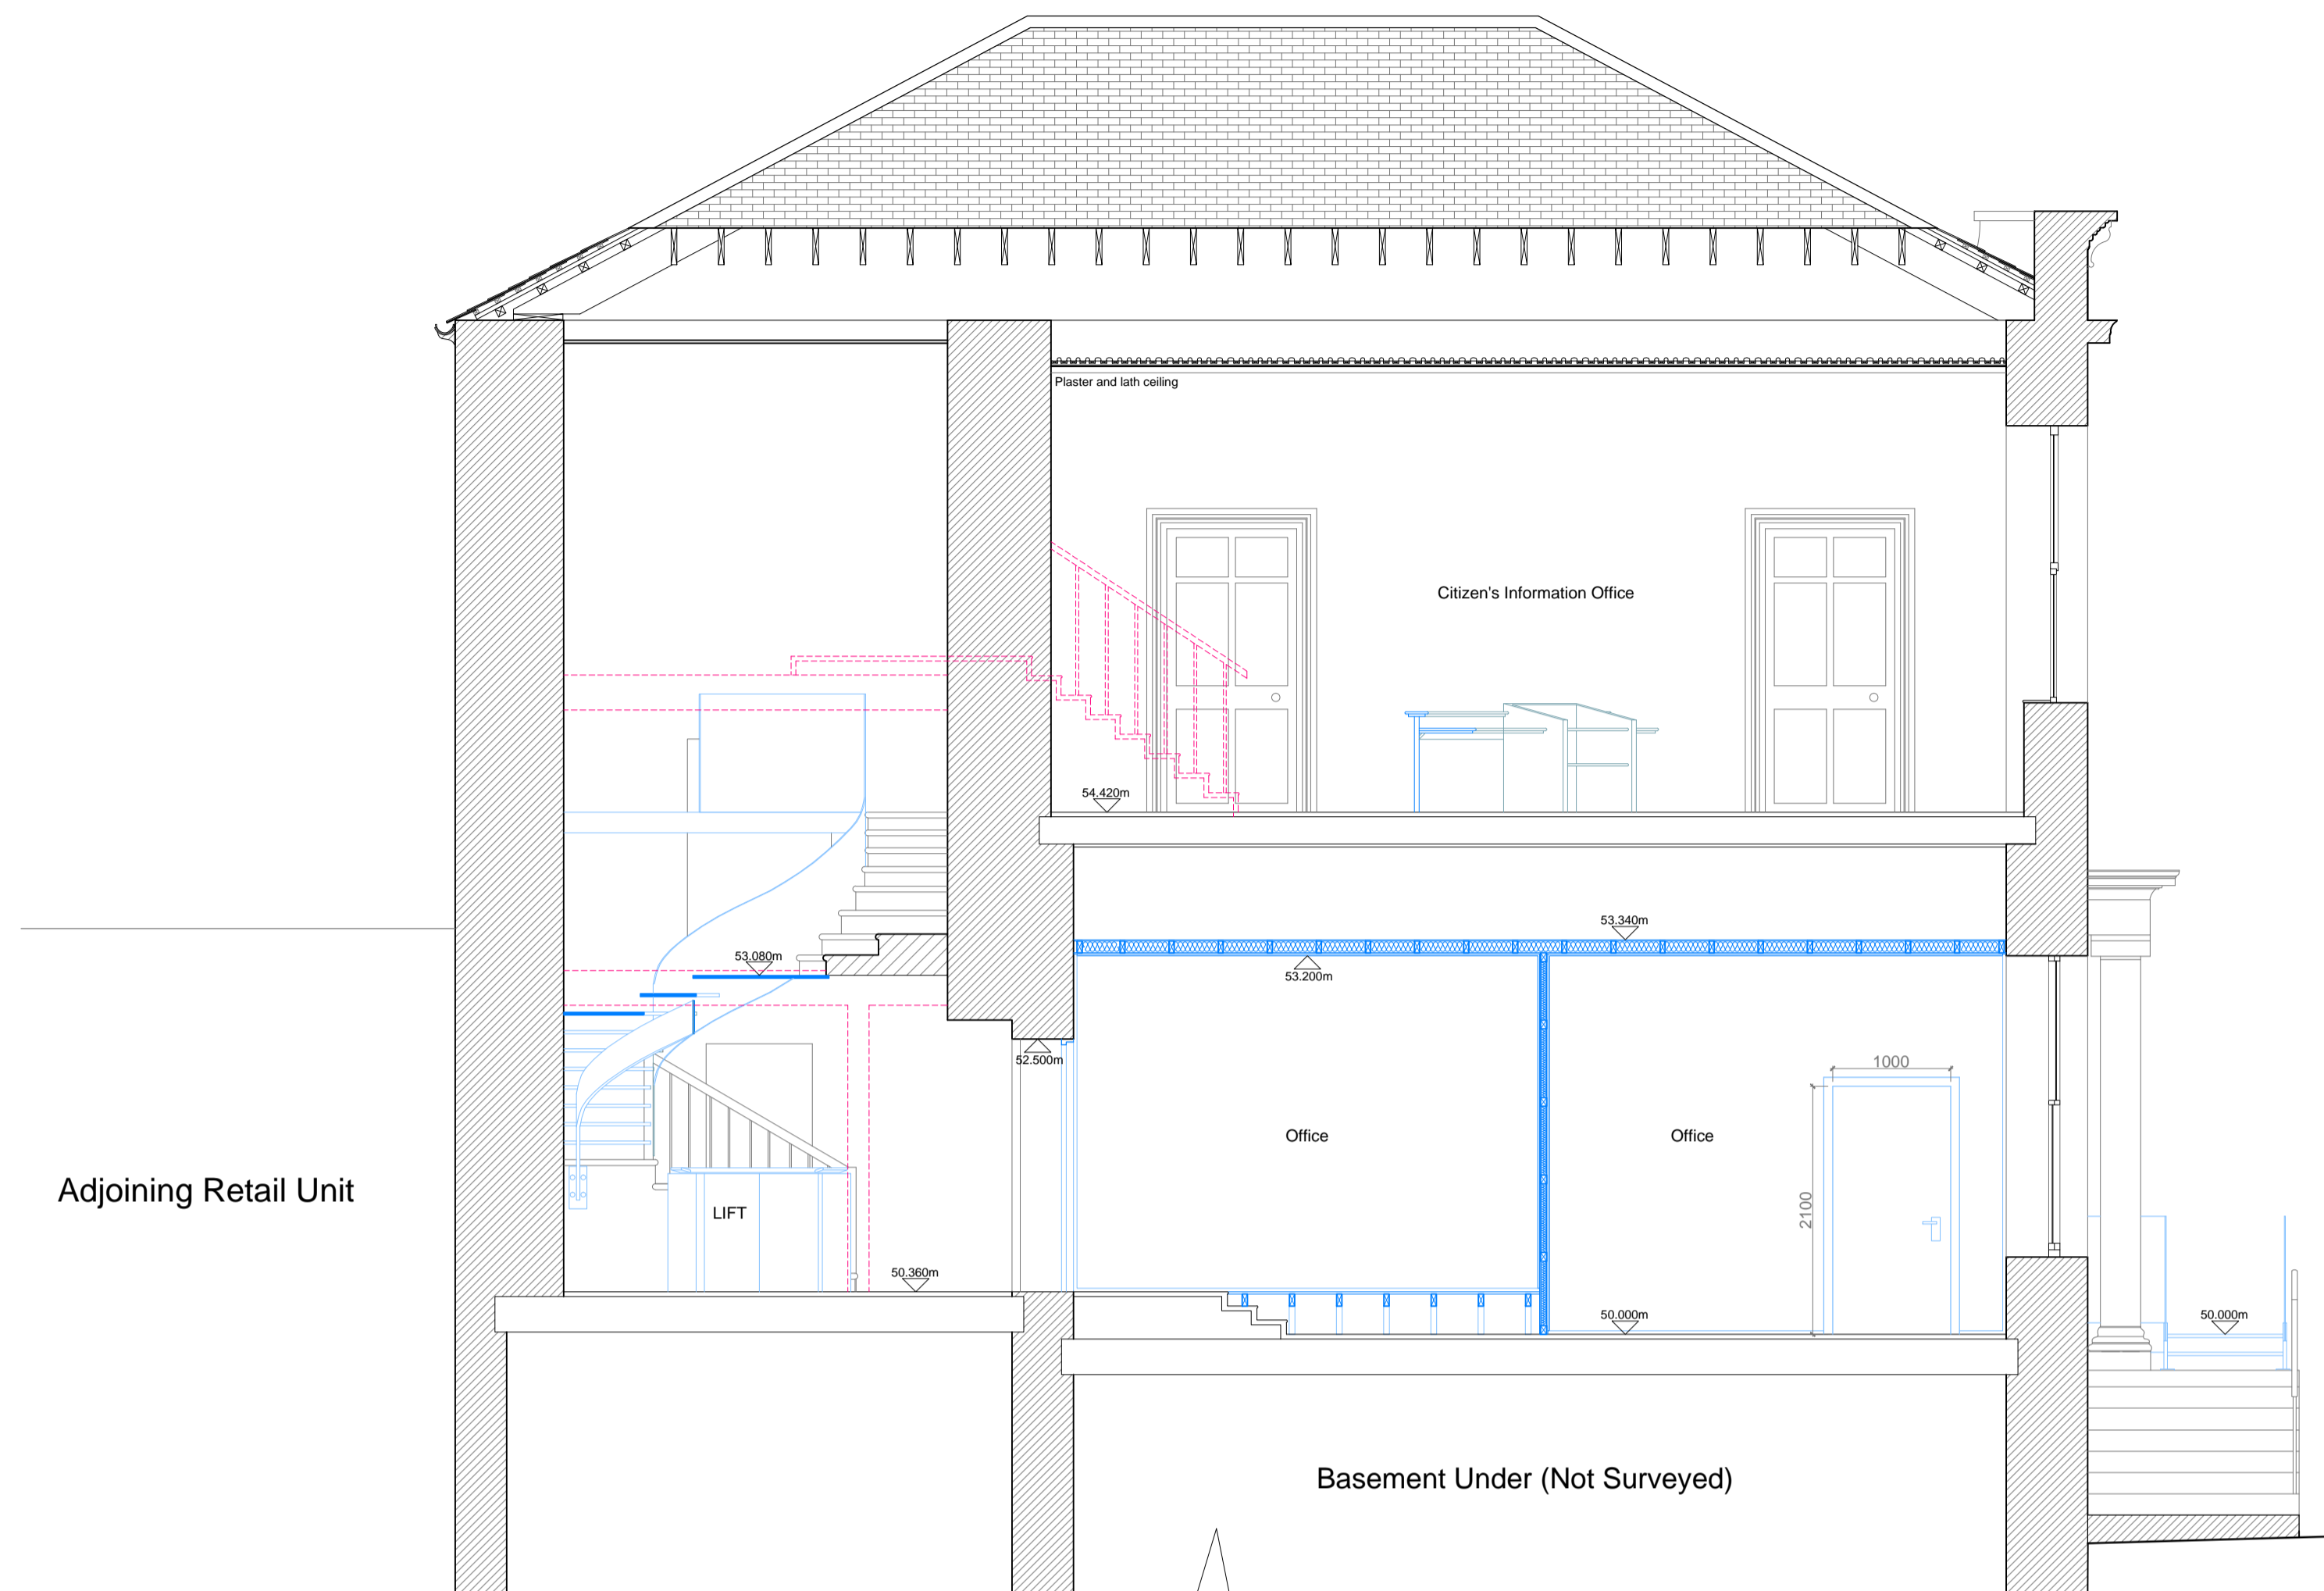 Plaster and lath ceiling
Citizen's Information Office
54.420m
53.340m
53.080m
53.200m
52.500m
1000
Office
Office
Adjoining Retail Unit
2100
LIFT
50.360m
50.000m
50.000m
Basement Under (Not Surveyed)